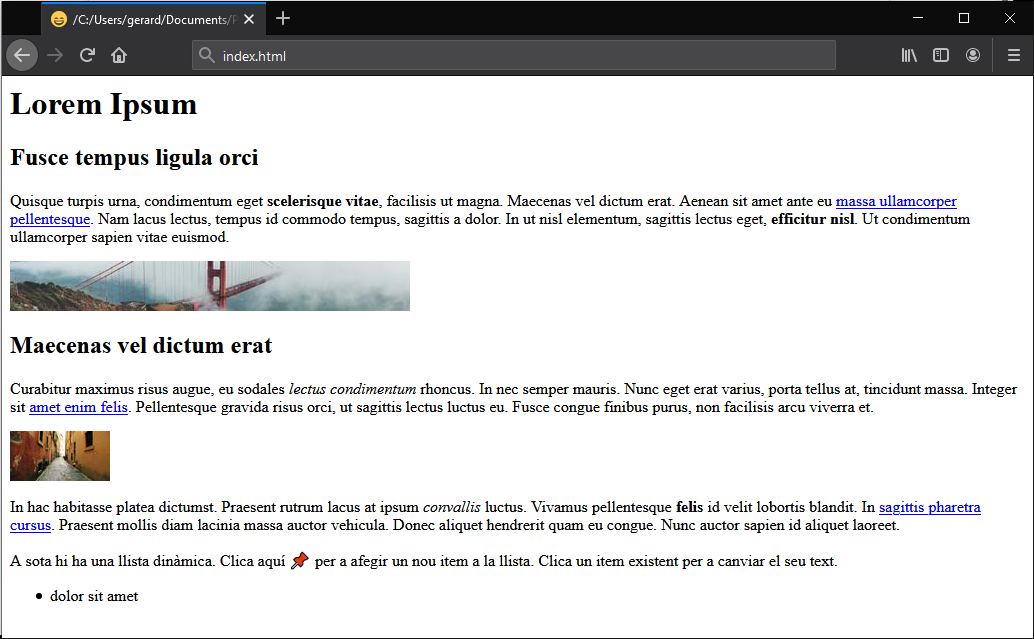 /C:/Users/gerard/Documents/
index.html
Lorem Ipsum
Fusce tempus ligula orci
Quisque turpis urna, condimentum eget scelerisque vitae, facilisis ut magna. Maecenas vel dictum erat. Aenean sit amet ante eu massa ullamcorper
pellentesque. Nam lacus lectus, tempus id commodo tempus, sagittis a dolor. In ut nisl elementum, sagittis lectus eget, efficitur nisl. Ut condimentum
ullamcorper sapien vitae euismod.
Maecenas vel dictum erat
Curabitur maximus risus augue, eu sodales lectus condimentum rhoncus. In nec semper mauris. Nunc eget erat varius, porta tellus at, tincidunt massa. Integer
sit amet enim felis. Pellentesque gravida risus orci, ut sagittis lectus luctus eu. Fusce congue finibus purus, non facilisis arcu viverra et.
In hac habitasse platea dictumst. Praesent rutrum lacus at ipsum convallis luctus. Vivamus pellentesque felis id velit lobortis blandit. In sagittis pharetra
cursus. Praesent mollis diam lacinia massa auctor vehicula. Donec aliquet hendrerit quam eu congue. Nunc auctor sapien id aliquet laoreet.
A sota hi ha una llista dinàmica. Clica aquí 📌 per a afegir un nou item a la llista. Clica un item existent per a canviar el seu text.
• dolor sit amet